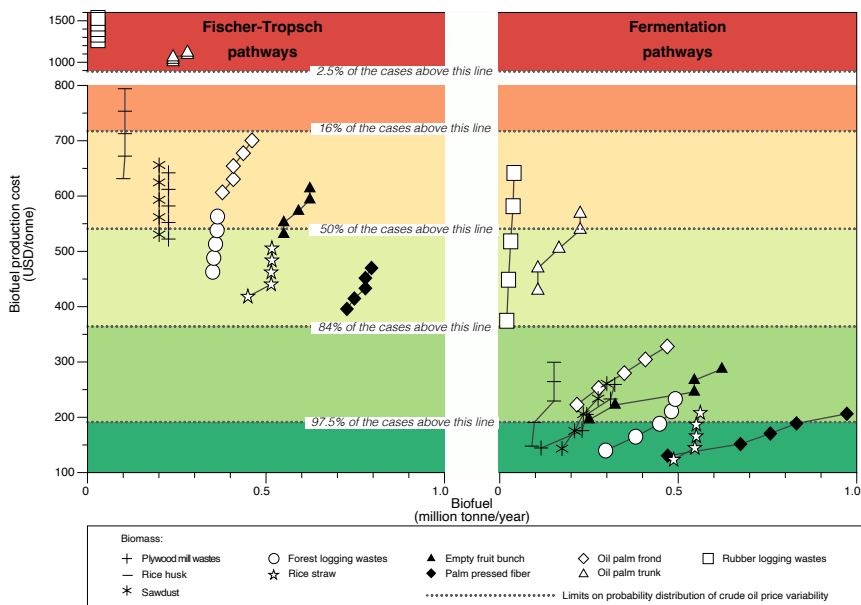 Fischer-Tropsch
pathways
Fermentation
pathways
1500
1000
800
700
600
500
400
300
200
100
2.5% of the cases above this line
16% of the cases above this line
50% of the cases above this line
84% of the cases above this line
97.5% of the cases above this line
Biofuel production cost
(USD/tonne)
0
0.5
1.0
0
0.5
1.0
Biofuel
(million tonne/year)
Biomass:
Plywood mill wastes
Forest logging wastes
Empty fruit bunch
Oil palm frond
Rubber logging wastes
Rice husk
Rice straw
Palm pressed fiber
Oil palm trunk
Sawdust
Limits on probability distribution of crude oil price variability